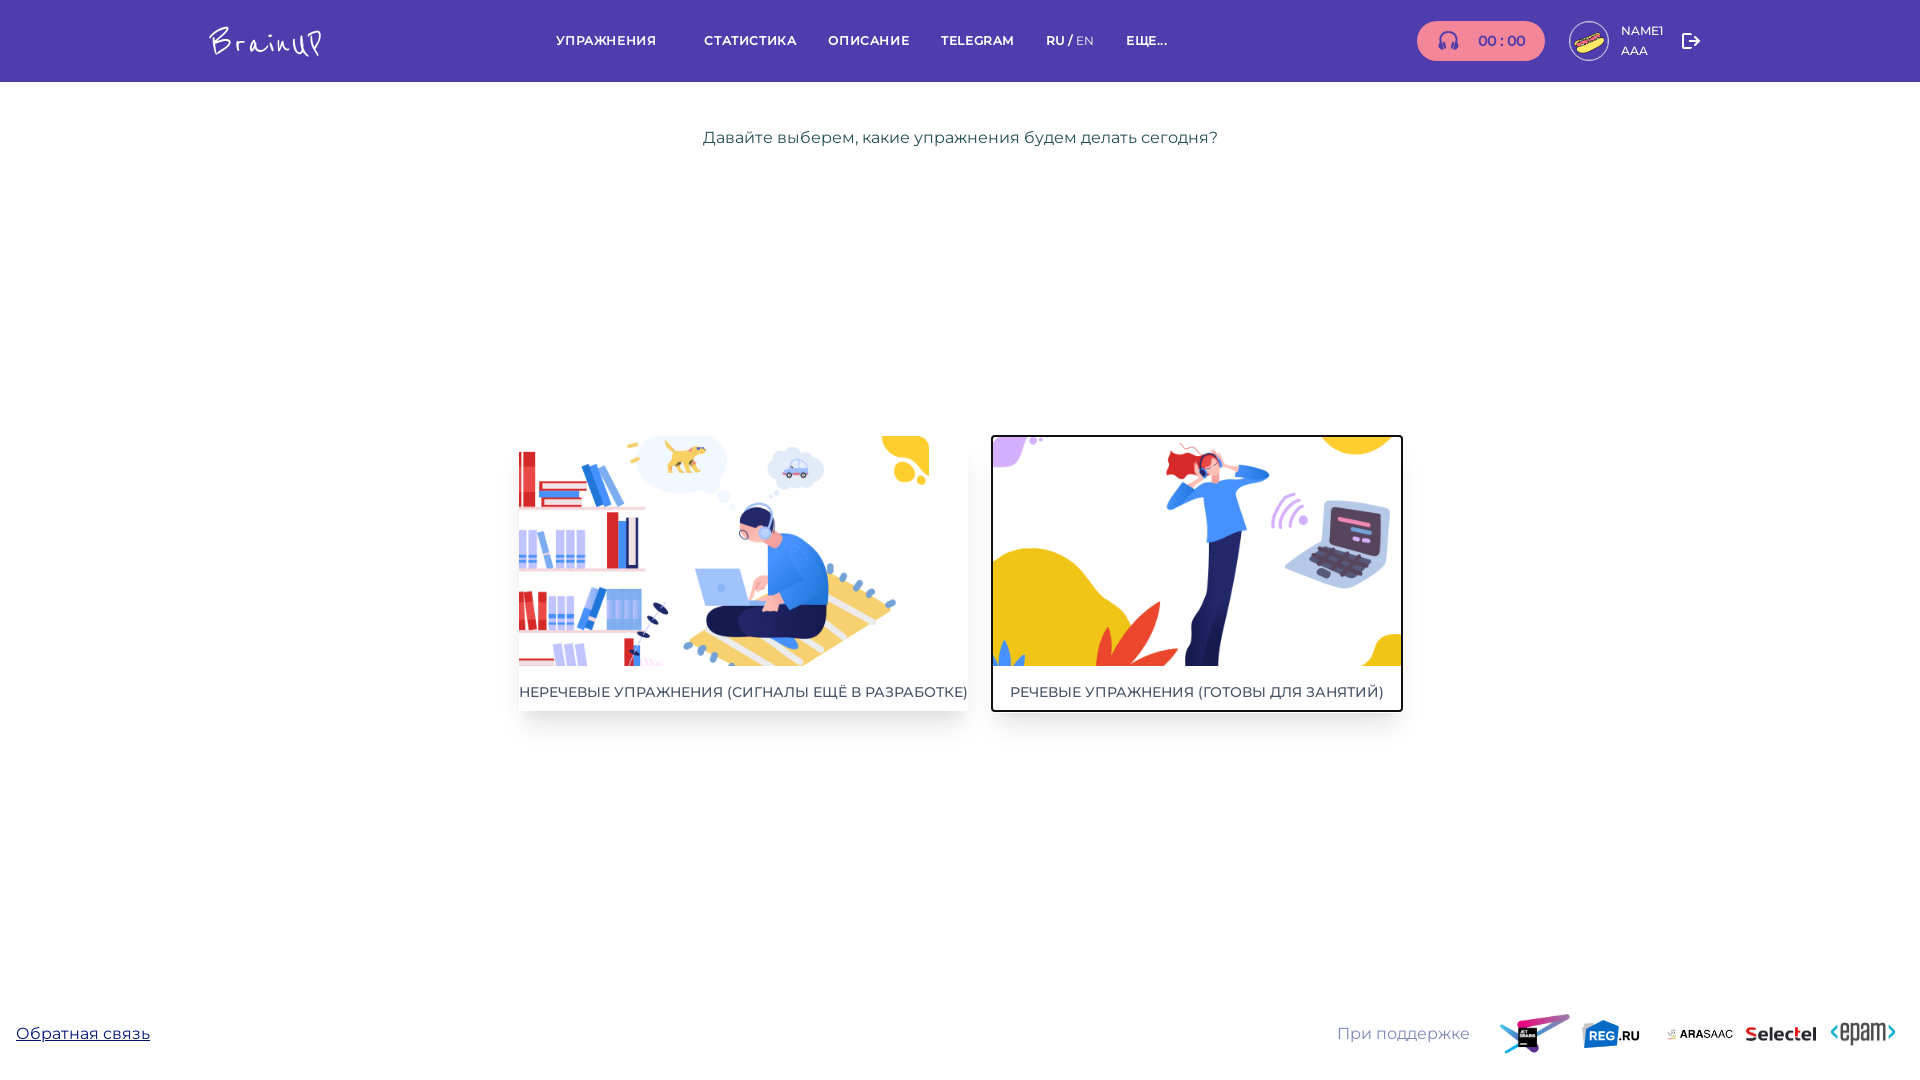 BrainUP
УПРАЖНЕНИЯ
СТАТИСТИКА
ОПИСАНИЕ
TELEGRAM
RU / EN
ЕЩЕ...
00 : 00
NAME1
AAA
Давайте выберем, какие упражнения будем делать сегодня?
НЕРЕЧЕВЫЕ УПРАЖНЕНИЯ (СИГНАЛЫ ЕЩЁ В РАЗРАБОТКЕ)
РЕЧЕВЫЕ УПРАЖНЕНИЯ (ГОТОВЫ ДЛЯ ЗАНЯТИЙ)
Обратная связь
При поддержке
JET BRAINS
REG.RU
ARASAAC
Selectel
<epam>